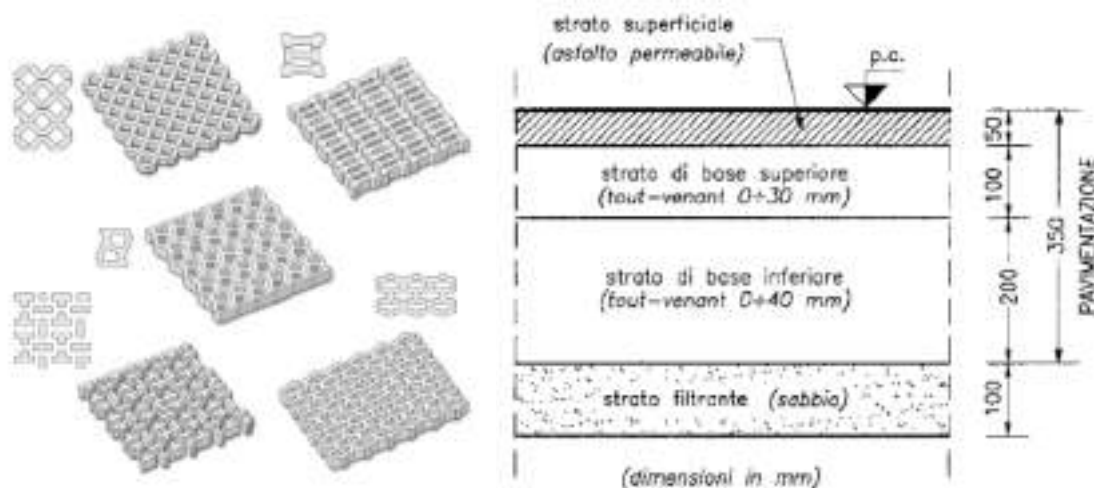 strato superficiale
(asfalto permeabile)
p.c.
strato di base superiore
(tout-venant 0÷30 mm)
strato di base inferiore
(tout-venant 0÷40 mm)
strato filtrante (sabbia)
(dimensioni in mm)
50
100
200
100
350
PAVIMENTAZIONE